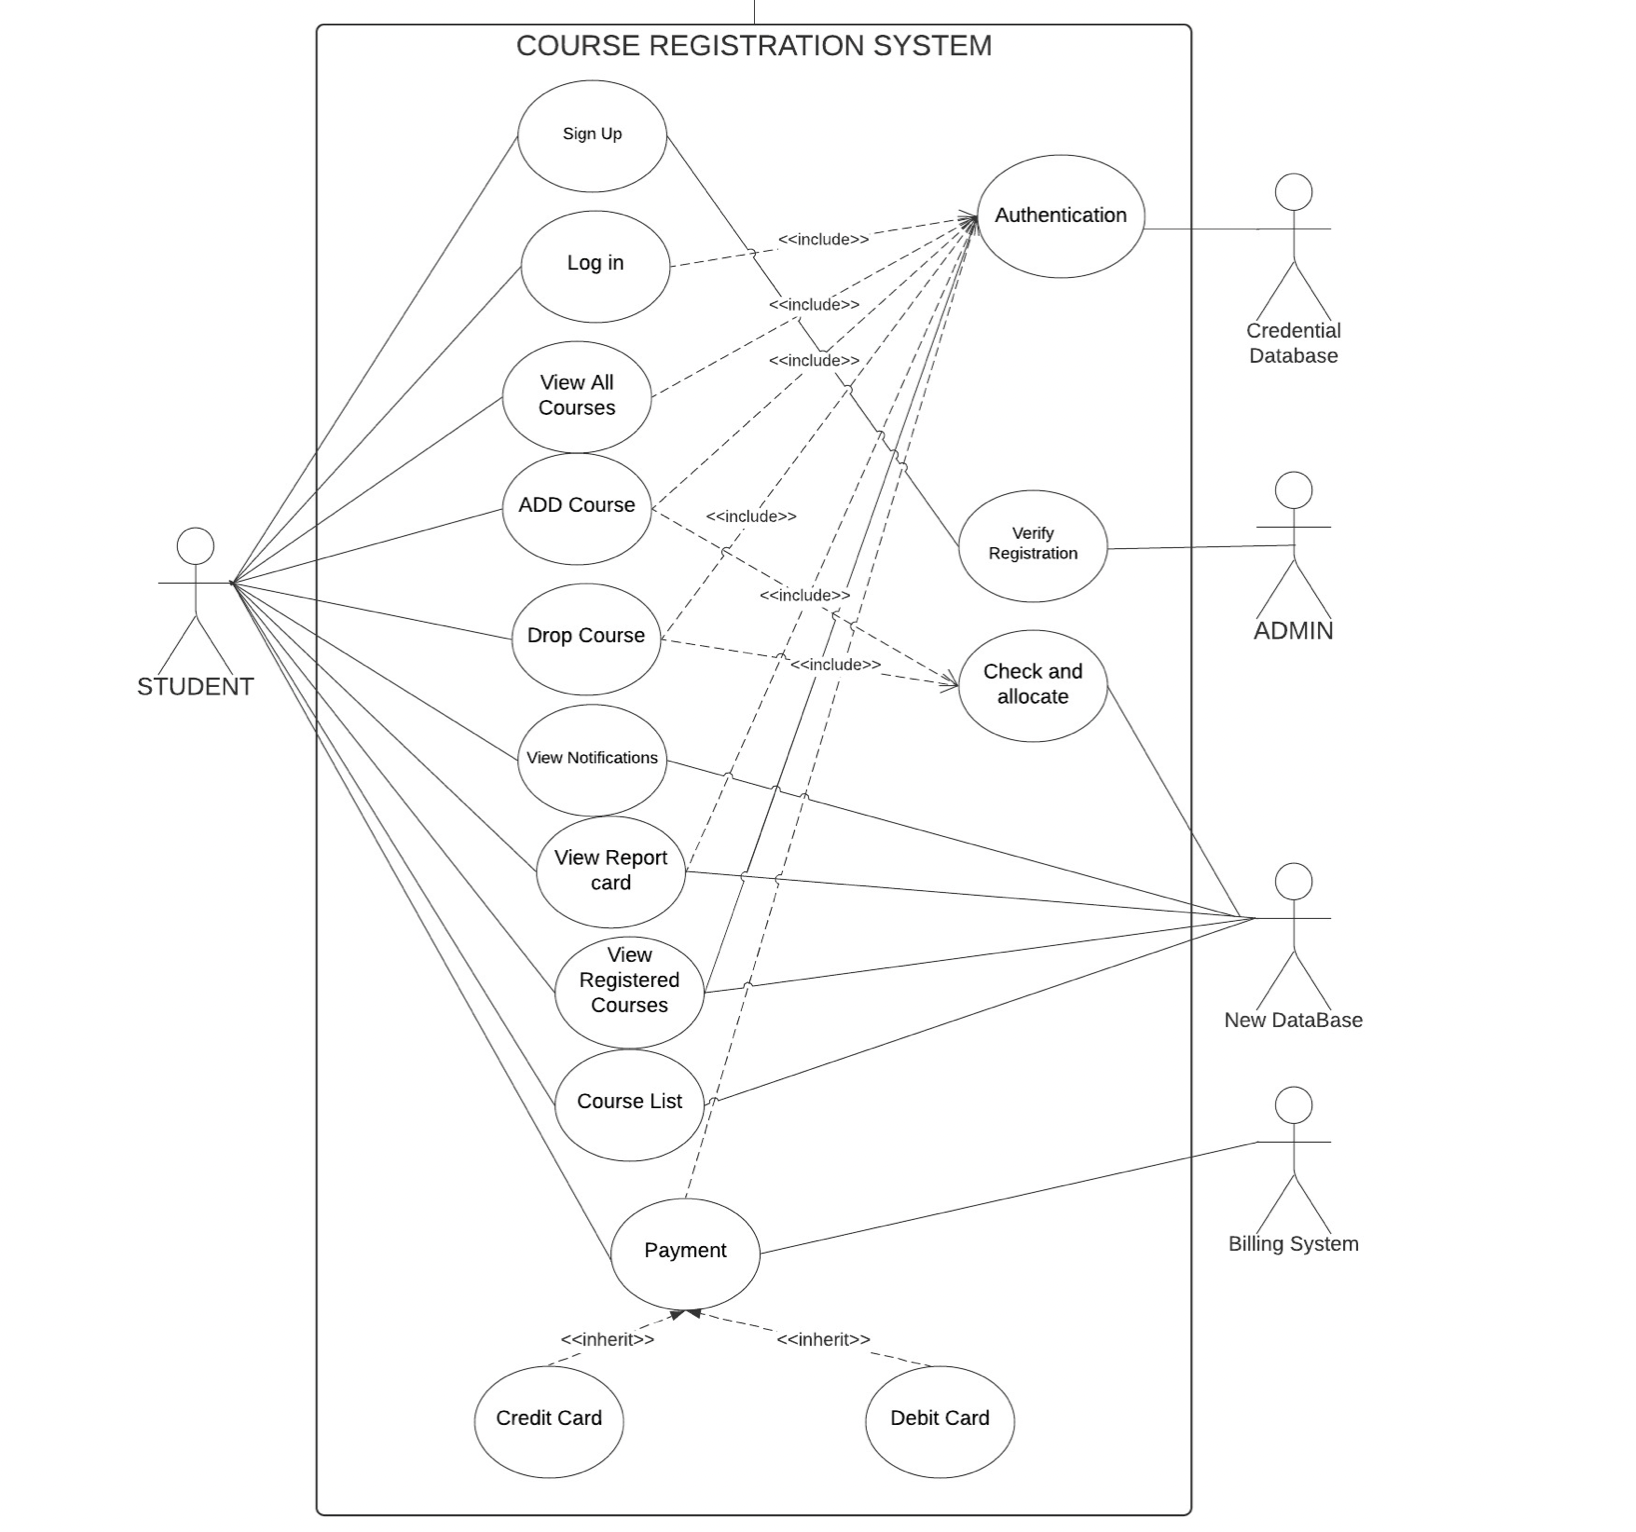 COURSE REGISTRATION SYSTEM
Sign Up
Authentication
<<include>>
Log in
<<include>>
Credential
Database
<<include>>
View All
Courses
ADD Course
<<include>>
Verify
Registration
<<include>>
ADMIN
Drop Course
<<include>>
Check and
allocate
STUDENT
View Notifications
View Report
card
View
Registered
Courses
New DataBase
Course List
Payment
Billing System
<<inherit>>
<<inherit>>
Credit Card
Debit Card